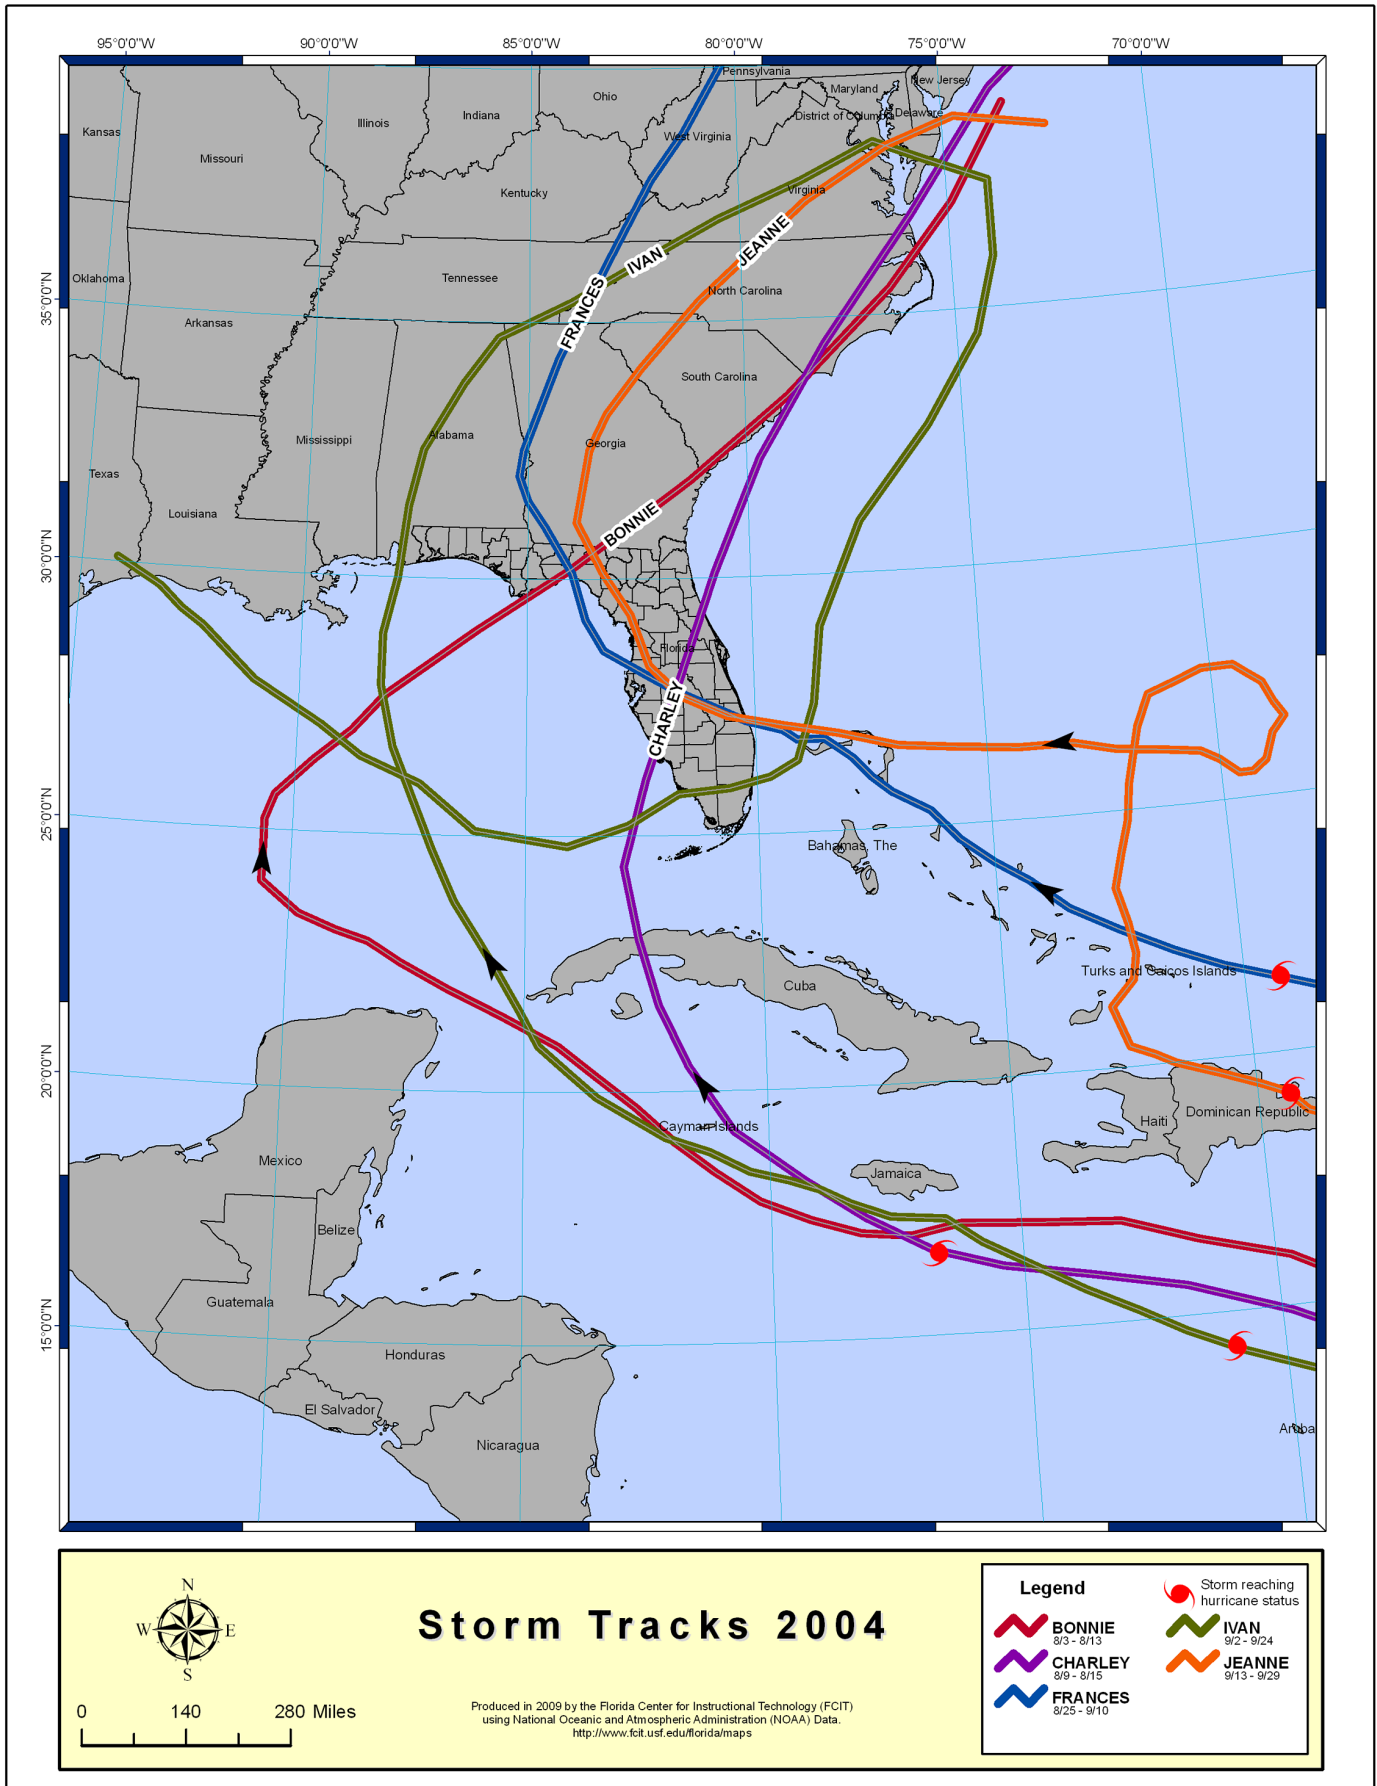 95°0'0"W
90°0'0"W
85°0'0"W
80°0'0"W
75°0'0"W
70°0'0"W
35°0'0"N
30°0'0"N
25°0'0"N
20°0'0"N
15°0'0"N
Pennsylvania
New Jersey
Maryland
Ohio
Delaware
District of Columbia
Indiana
Illinois
Kansas
West Virginia
Missouri
Kentucky
Virginia
JEANNE
IVAN
Oklahoma
Tennessee
North Carolina
FRANCES
Arkansas
South Carolina
Alabama
Mississippi
Georgia
Texas
Louisiana
BONNIE
Florida
CHARLEY
Bahamas, The
Turks and Caicos Islands
Cuba
Dominican Republic
Haiti
Cayman Islands
Mexico
Jamaica
Belize
Guatemala
Honduras
El Salvador
Aruba
Nicaragua
N
W E
S
0 140 280 Miles
Storm Tracks 2004
Produced in 2009 by the Florida Center for Instructional Technology (FCIT)
using National Oceanic and Atmospheric Administration (NOAA) Data.
http://www.fcit.usf.edu/florida/maps
Legend
Storm reaching
hurricane status
BONNIE
8/3 - 8/13
CHARLEY
8/9 - 8/15
FRANCES
8/25 - 9/10
IVAN
9/2 - 9/24
JEANNE
9/13 - 9/29